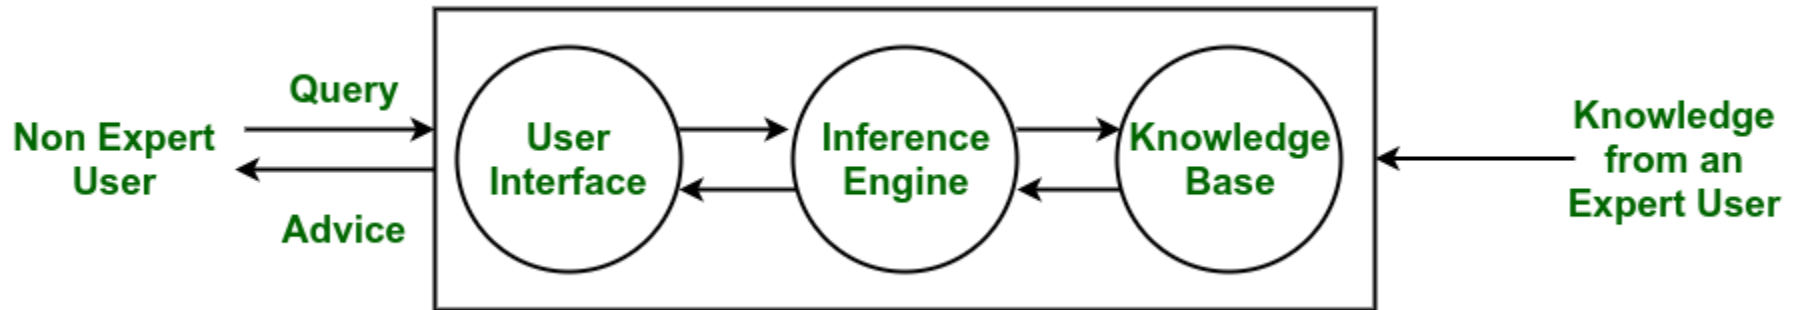 Query
Non Expert
User
Advice
User
Interface
Inference
Engine
Knowledge
Base
Knowledge
from an
Expert User